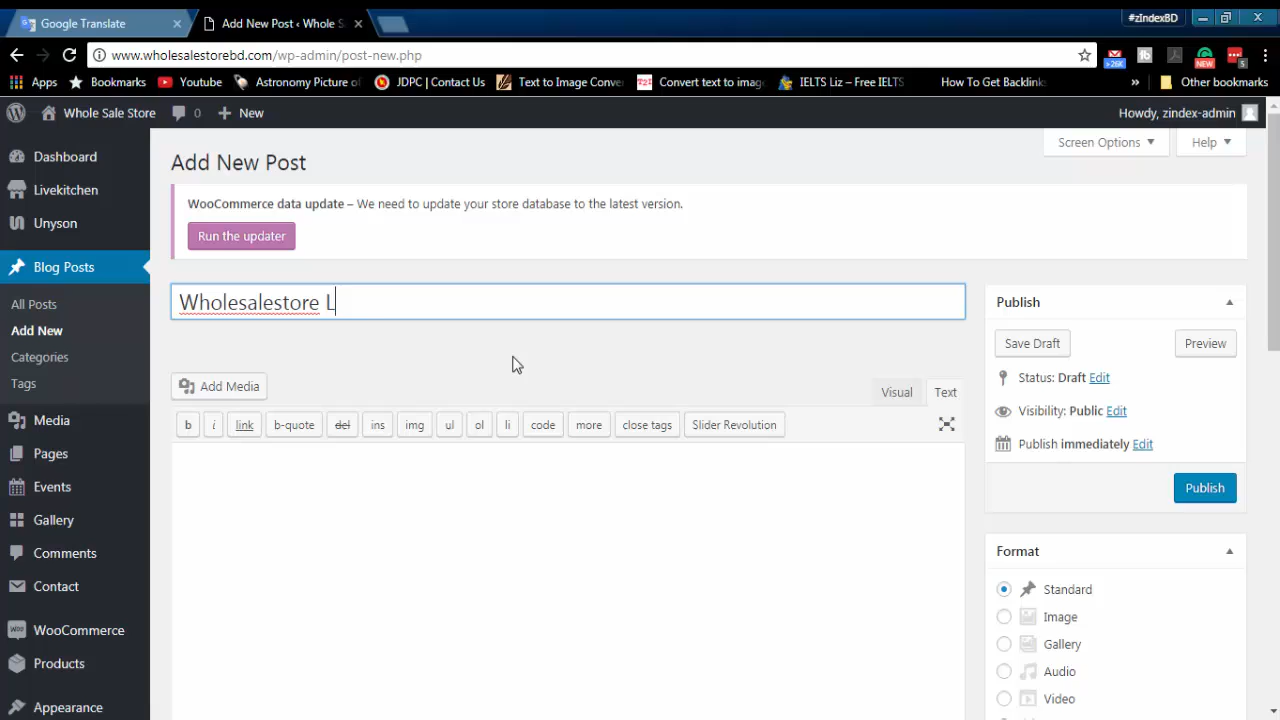 Google Translate
Add New Post ‹ Whole S
#zIndexBD
www.wholesalestorebd.com/wp-admin/post-new.php
>26K
NEW
5
Apps
Bookmarks
Youtube
Astronomy Picture of
JDPC | Contact Us
Text to Image Conver
Convert text to image
IELTS Liz – Free IELTS
How To Get Backlinks
»
Other bookmarks
Whole Sale Store
0
New
Howdy, zindex-admin
Screen Options
Help
Dashboard
Livekitchen
Unyson
Blog Posts
All Posts
Add New
Categories
Tags
Media
Pages
Events
Gallery
Comments
Contact
WooCommerce
Products
Appearance
Add New Post
WooCommerce data update – We need to update your store database to the latest version.
Run the updater
Wholesalestore L
Add Media
Visual
Text
b
i
link
b-quote
del
ins
img
ul
ol
li
code
more
close tags
Slider Revolution
Publish
Save Draft
Preview
Status: Draft Edit
Visibility: Public Edit
Publish immediately Edit
Publish
Format
Standard
Image
Gallery
Audio
Video